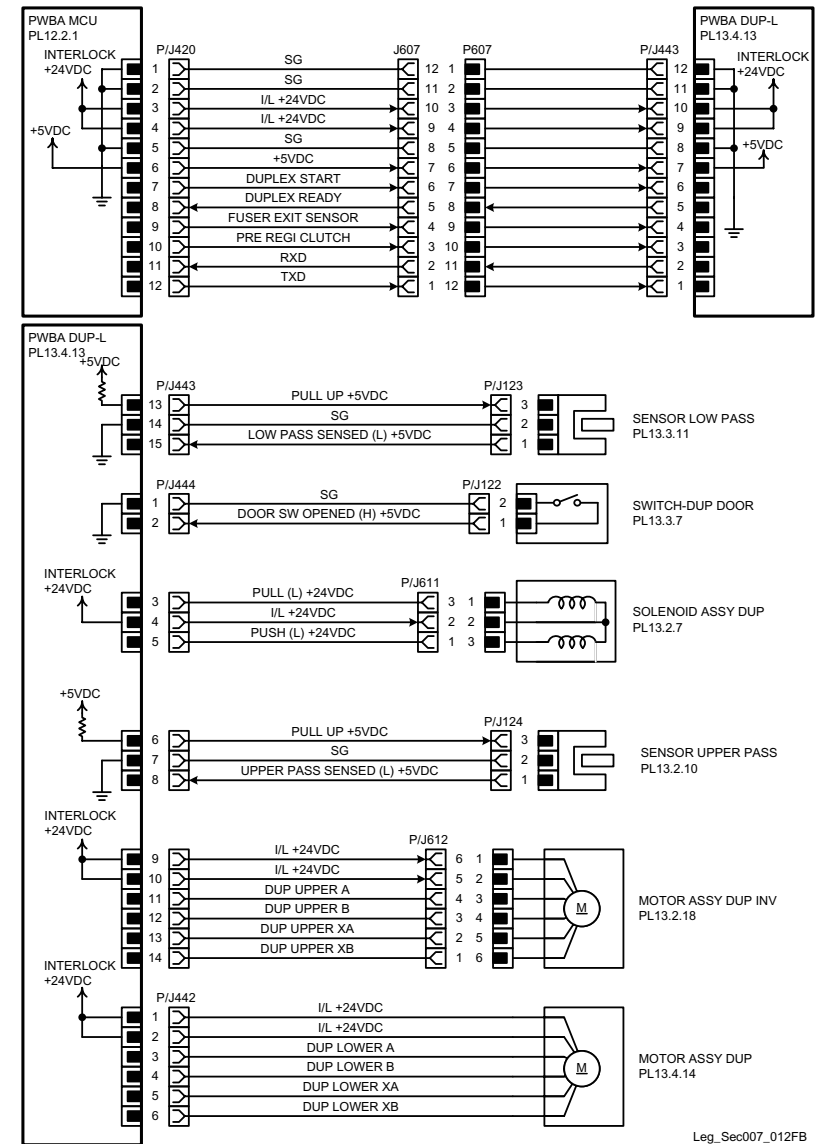 PWBA MCU
PL12.2.1
PWBA DUP-L
PL13.4.13
INTERLOCK
+24VDC
+5VDC
P/J420 J607 P607 P/J443
INTERLOCK
+24VDC
+5VDC
1 SG 12 1 12
2 SG 11 2 11
3 I/L +24VDC 10 3 10
4 I/L +24VDC 9 4 9
5 SG 8 5 8
6 +5VDC 7 6 7
7 DUPLEX START 6 7 6
8 DUPLEX READY 5 8 5
9 FUSER EXIT SENSOR 4 9 4
10 PRE REGI CLUTCH 3 10 3
11 RXD 2 11 2
12 TXD 1 12 1
PWBA DUP-L
PL13.4.13
+5VDC
P/J443 P/J123
13 PULL UP +5VDC 3
14 SG 2
15 LOW PASS SENSED (L) +5VDC 1
SENSOR LOW PASS
PL13.3.11
P/J444 P/J122
1 SG 2
2 DOOR SW OPENED (H) +5VDC 1
SWITCH-DUP DOOR
PL13.3.7
INTERLOCK
+24VDC
P/J611
3 PULL (L) +24VDC 3 1
4 I/L +24VDC 2 2
5 PUSH (L) +24VDC 1 3
SOLENOID ASSY DUP
PL13.2.7
+5VDC
P/J124
6 PULL UP +5VDC 3
7 SG 2
8 UPPER PASS SENSED (L) +5VDC 1
SENSOR UPPER PASS
PL13.2.10
INTERLOCK
+24VDC
P/J612
9 I/L +24VDC 6 1
10 I/L +24VDC 5 2
11 DUP UPPER A 4 3
12 DUP UPPER B 3 4
13 DUP UPPER XA 2 5
14 DUP UPPER XB 1 6
M
MOTOR ASSY DUP INV
PL13.2.18
INTERLOCK
+24VDC
P/J442
1 I/L +24VDC
2 I/L +24VDC
3 DUP LOWER A
4 DUP LOWER B
5 DUP LOWER XA
6 DUP LOWER XB
M
MOTOR ASSY DUP
PL13.4.14
Leg_Sec007_012FB